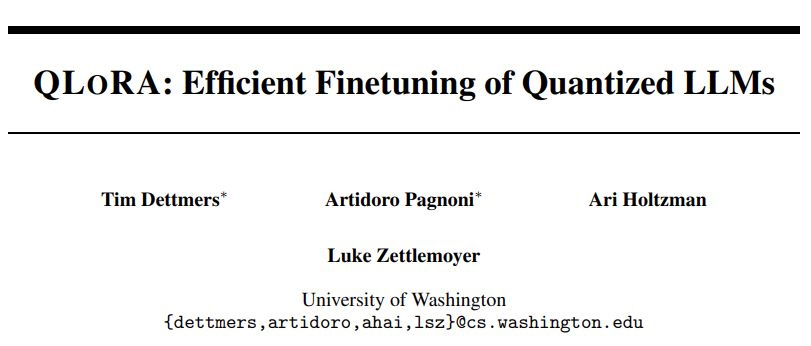 QLORA: Efficient Finetuning of Quantized LLMs
Tim Dettmers* Artidoro Pagnoni* Ari Holtzman
Luke Zettlemoyer
University of Washington
{dettmers,artidoro,ahai,lsz}@cs.washington.edu